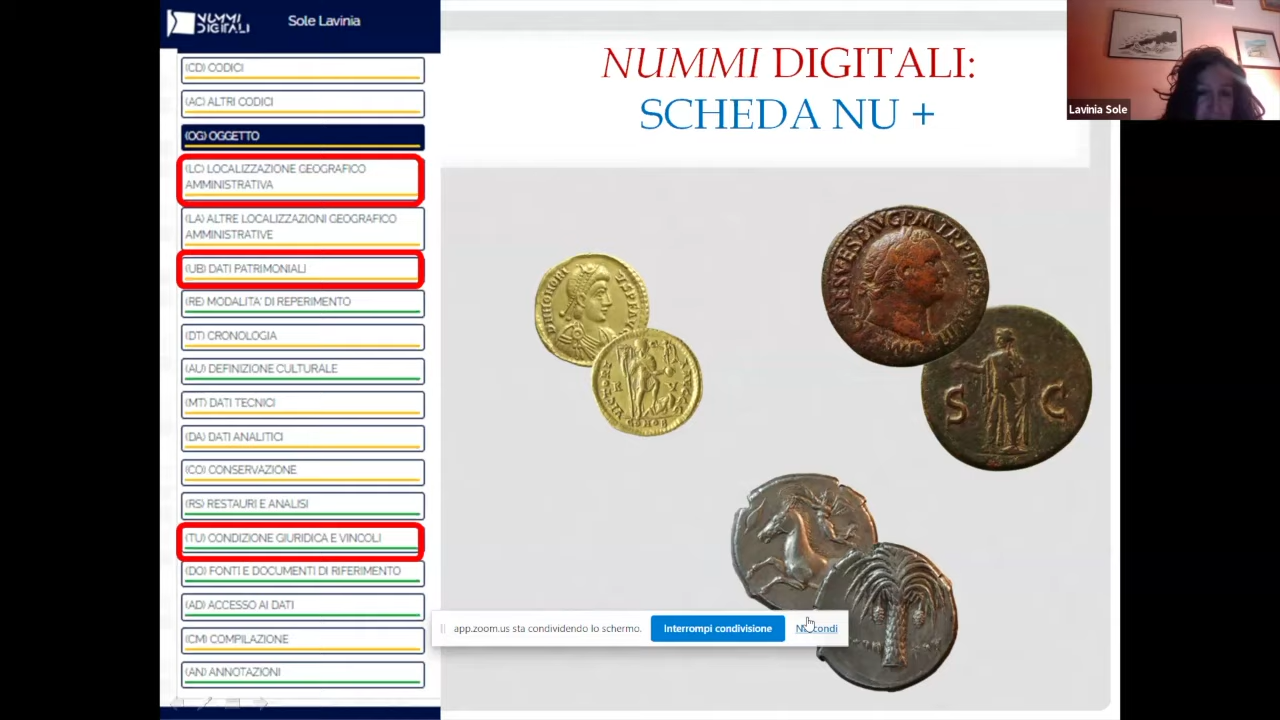 NUMMI
DIGITALI
Sole Lavinia
(CD) CODICI
(AC) ALTRI CODICI
(OG) OGGETTO
(LC) LOCALIZZAZIONE GEOGRAFICO
AMMINISTRATIVA
(LA) ALTRE LOCALIZZAZIONI GEOGRAFICO
AMMINISTRATIVE
(UB) DATI PATRIMONIALI
(RE) MODALITA' DI REPERIMENTO
(DT) CRONOLOGIA
(AU) DEFINIZIONE CULTURALE
(MT) DATI TECNICI
(DA) DATI ANALITICI
(CO) CONSERVAZIONE
(RS) RESTAURI E ANALISI
(TU) CONDIZIONE GIURIDICA E VINCOLI
(DO) FONTI E DOCUMENTI DI RIFERIMENTO
(AD) ACCESSO AI DATI
(CM) COMPILAZIONE
(AN) ANNOTAZIONI
NUMMI DIGITALI:
SCHEDA NU +
Lavinia Sole
S C
CONOB
app.zoom.us sta condividendo lo schermo.
Interrompi condivisione